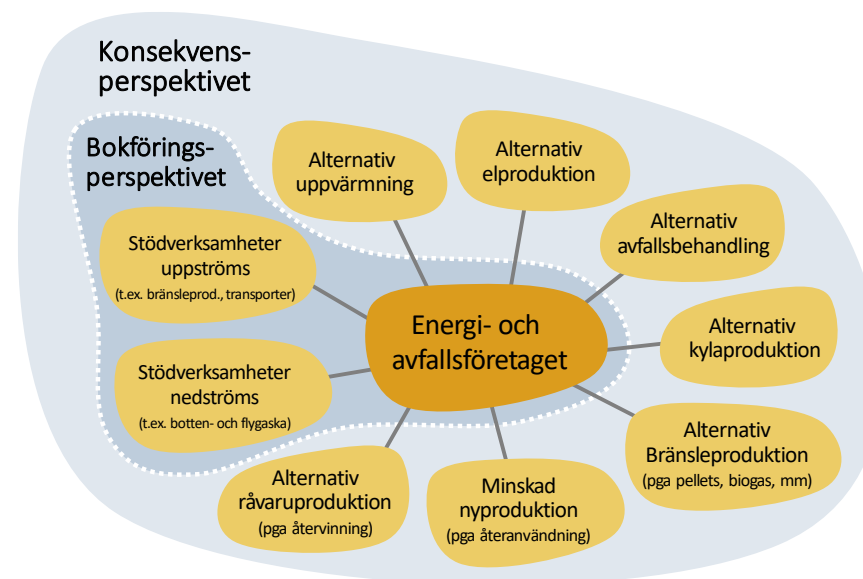 Konsekvens-
perspektivet
Bokförings-
perspektivet
Alternativ
uppvärmning
Alternativ
elproduktion
Alternativ
avfallsbehandling
Stödverksamheter
uppströms
(t.ex. bränsleprod., transporter)
Energi- och
avfallsföretaget
Alternativ
kylaproduktion
Stödverksamheter
nedströms
(t.ex. botten- och flygaska)
Alternativ
Bränsleproduktion
(pga pellets, biogas, mm)
Alternativ
råvaruproduktion
(pga återvinning)
Minskad
nyproduktion
(pga återanvändning)